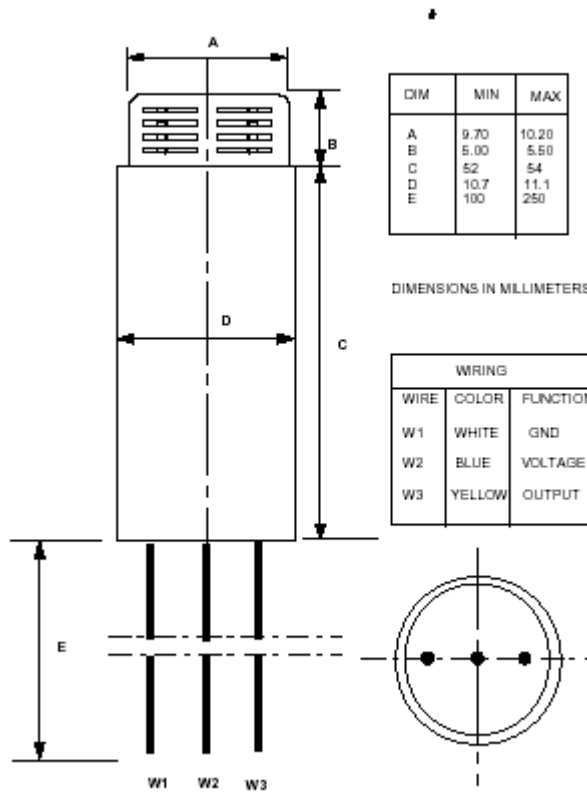 A
B
D
C
E
W1 W2 W3
DIM MIN MAX
A 9.70 10.20
B 5.00 5.50
C 52 54
D 10.7 11.1
E 100 250
DIMENSIONS IN MILLIMETERS
WIRING
WIRE COLOR FUNCTION
W1 WHITE GND
W2 BLUE VOLTAGE
W3 YELLOW OUTPUT